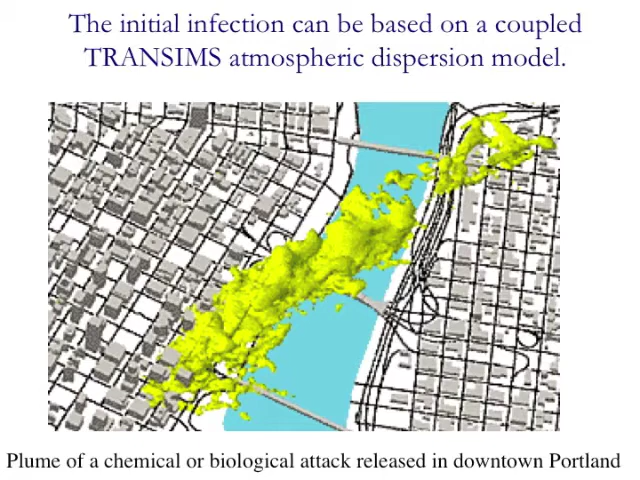 The initial infection can be based on a coupled
TRANSIMS atmospheric dispersion model.
Plume of a chemical or biological attack released in downtown Portland